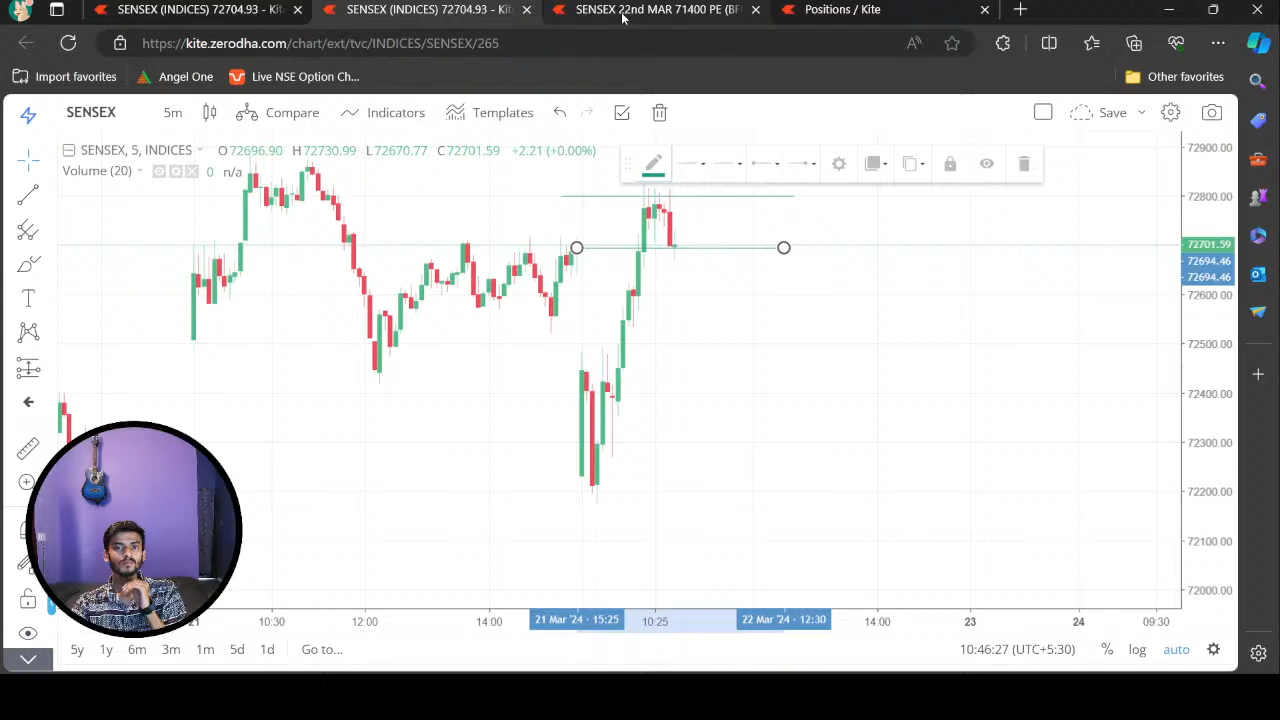 SENSEX (INDICES) 72704.93 - Kite
SENSEX (INDICES) 72704.93 - Kite
SENSEX 22nd MAR 71400 PE (BF
Positions / Kite
https://kite.zerodha.com/chart/ext/tvc/INDICES/SENSEX/265
Import favorites
Angel One
Live NSE Option Ch...
Other favorites
SENSEX
5m
Compare
Indicators
Templates
Save
SENSEX, 5, INDICES
O 72696.90 H 72730.99 L 72670.77 C 72701.59 +2.21 (+0.00%)
Volume (20) 0 n/a
72900.00
72800.00
72701.59
72694.46
72694.46
72600.00
72500.00
72400.00
72300.00
72200.00
72100.00
72000.00
21 10:30 12:00 14:00 21 Mar '24 - 15:25 10:25 22 Mar '24 - 12:30 14:00 23 24 09:30
5y 1y 6m 3m 1m 5d 1d Go to... 10:46:27 (UTC+5:30) % log auto